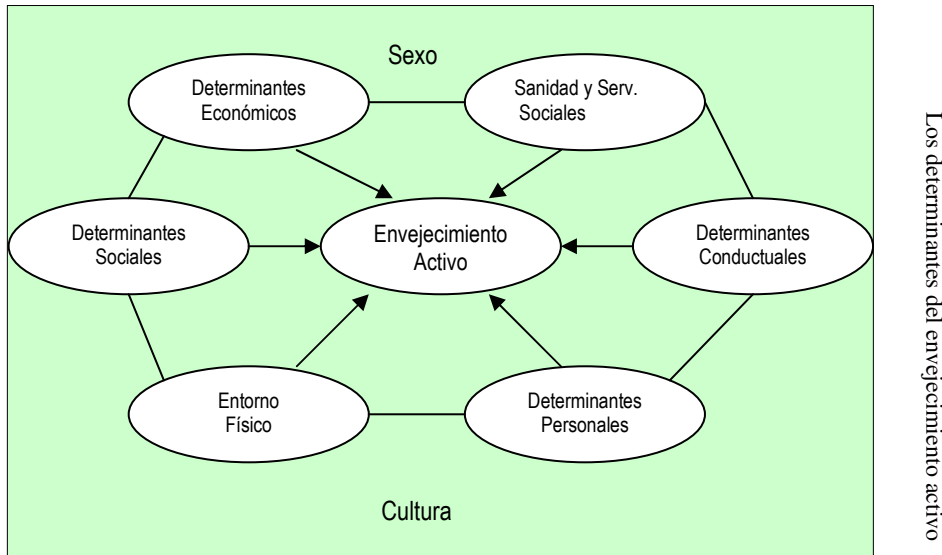 Sexo
Determinantes
Económicos
Sanidad y Serv.
Sociales
Determinantes
Sociales
Envejecimiento
Activo
Determinantes
Conductuales
Entorno
Físico
Determinantes
Personales
Cultura
Los determinantes del envejecimiento activo